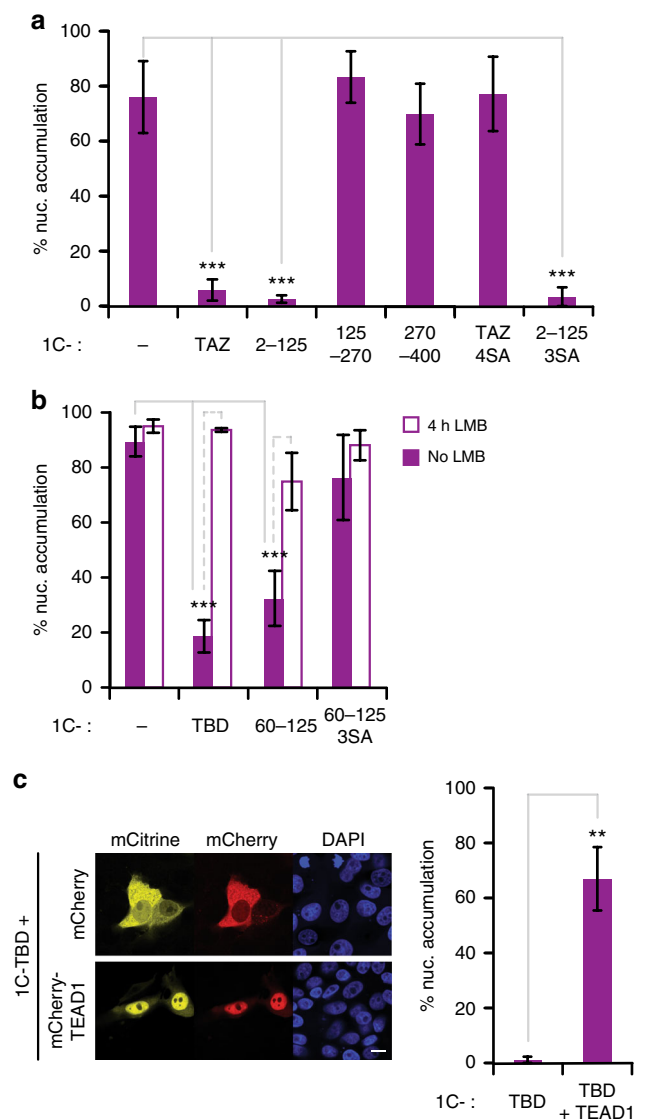 a
% nuc. accumulation
100
80
60
40
20
0
*** *** ***
1C- : – TAZ 2–125 125 –270 270 –400 TAZ 4SA 2–125 3SA
b
% nuc. accumulation
100
80
60
40
20
0
4 h LMB
No LMB
*** ***
1C- : – TBD 60–125 60–125 3SA
c
1C-TBD +
mCitrine mCherry DAPI
mCherry
mCherry-
TEAD1
% nuc. accumulation
100
80
60
40
20
0
**
1C- : TBD TBD
+ TEAD1